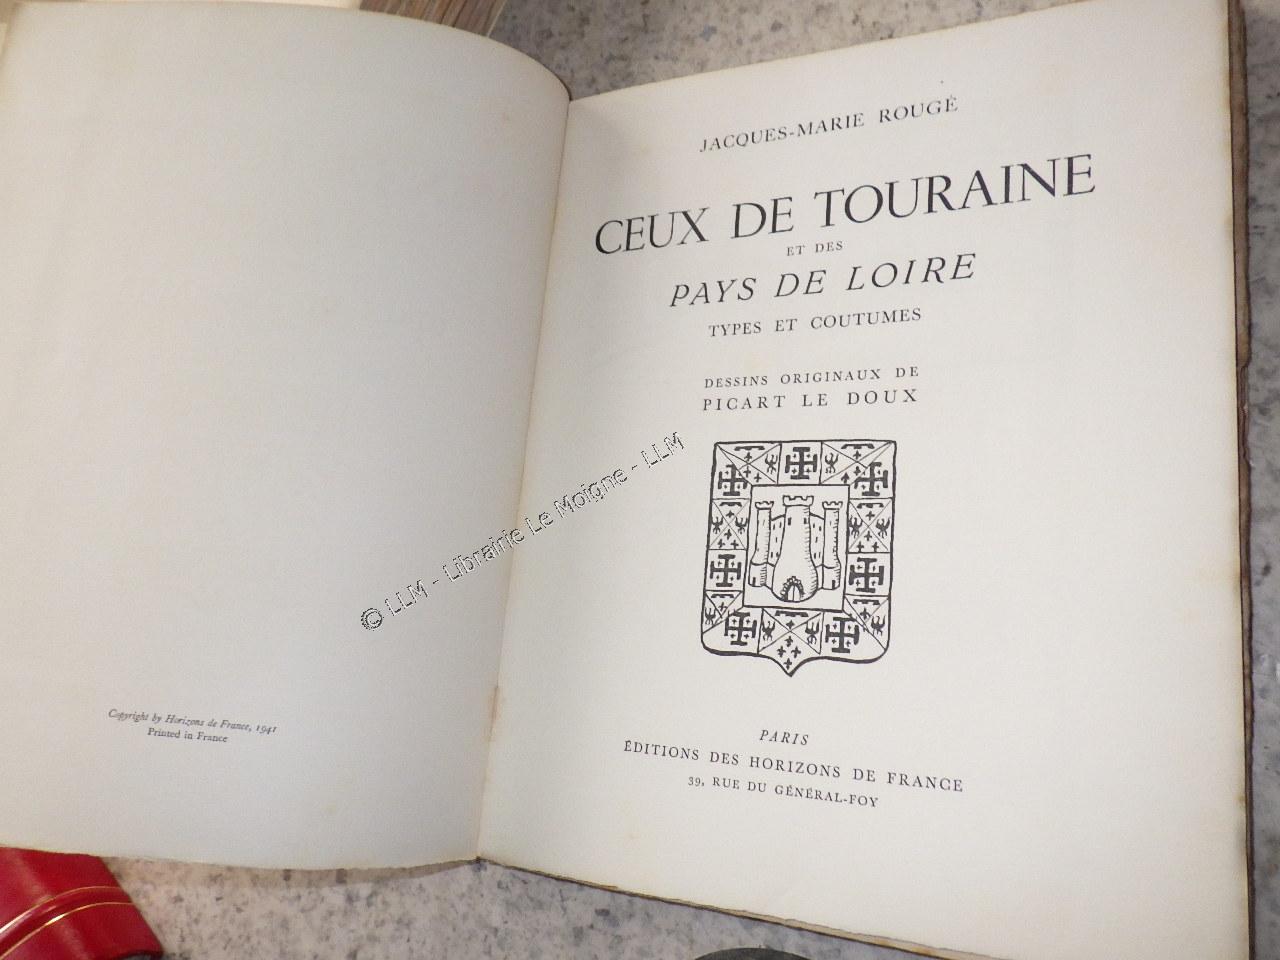 Copyright by Horizons de France, 1941
Printed in France
JACQUES-MARIE ROUGÉ
CEUX DE TOURAINE
ET DES
PAYS DE LOIRE
TYPES ET COUTUMES
DESSINS ORIGINAUX DE
PICART LE DOUX
PARIS
ÉDITIONS DES HORIZONS DE FRANCE
39, RUE DU GÉNÉRAL-FOY
© LLM - Librairie Le Moigne - LLM